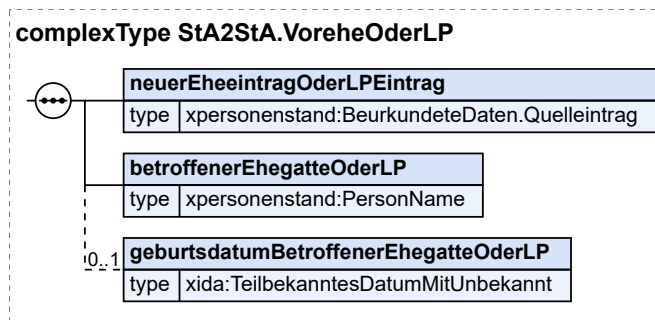 complexType StA2StA.VoreheOderLP
neuerEheeintragOderLPEintrag
type xpersonenstand:BeurkundeteDaten.Quelleintrag
betroffenerEhegatteOderLP
type xpersonenstand:PersonName
0..1
geburtsdatumBetroffenerEhegatteOderLP
type xida:TeilbekanntesDatumMitUnbekannt